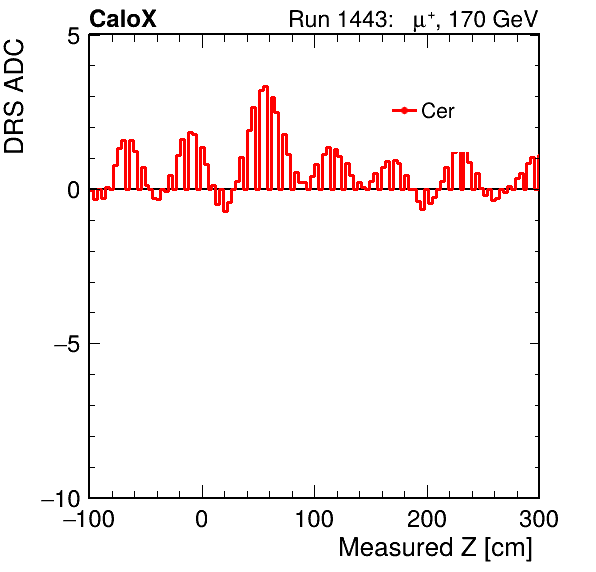 CaloX Run 1443: μ⁺, 170 GeV
DRS ADC
5
Cer
0
−5
−10
−100 0 100 200 300
Measured Z [cm]